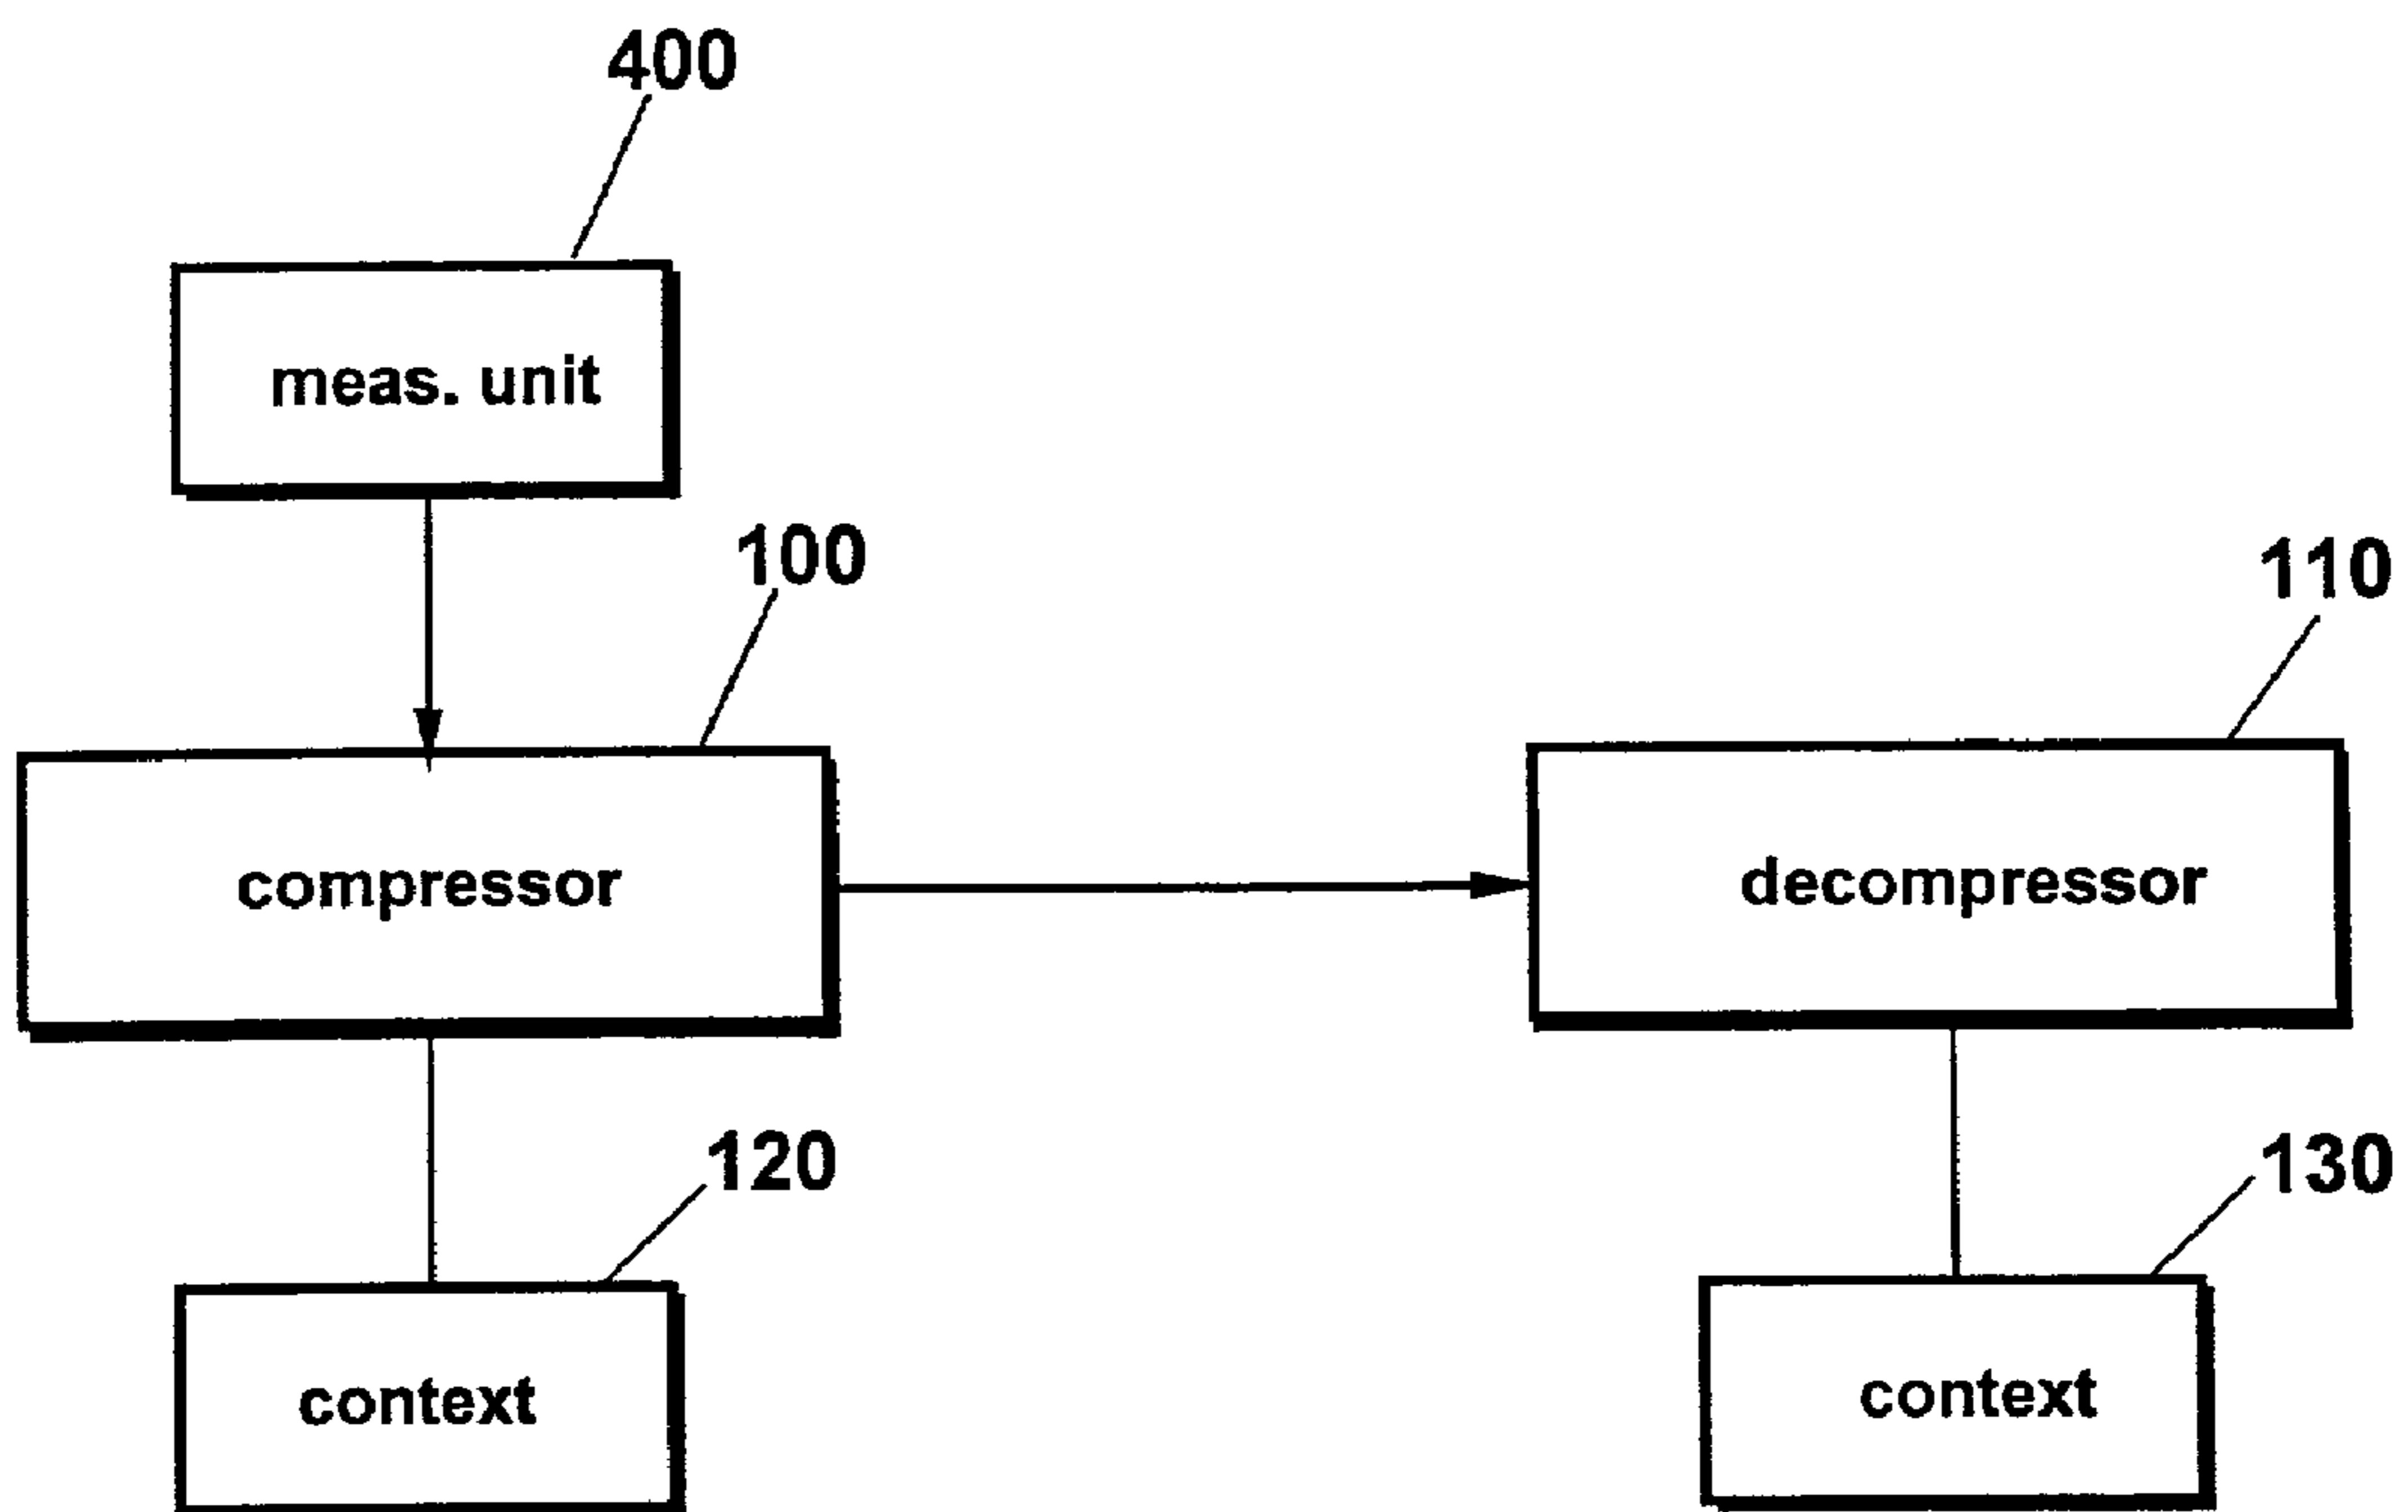 400
meas. unit
100
110
compressor
decompressor
120
130
context
context